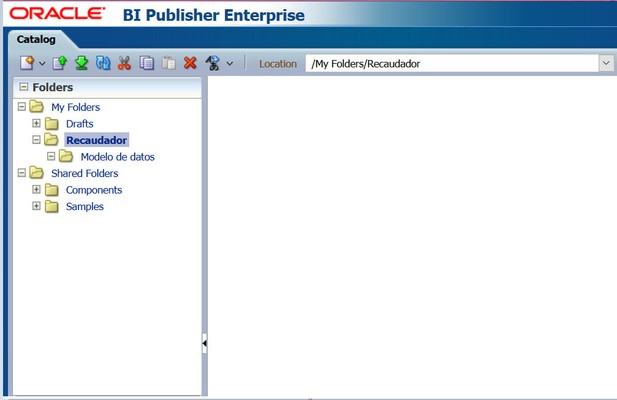 ORACLE BI Publisher Enterprise
Catalog
Location /My Folders/Recaudador
Folders
My Folders
Drafts
Recaudador
Modelo de datos
Shared Folders
Components
Samples